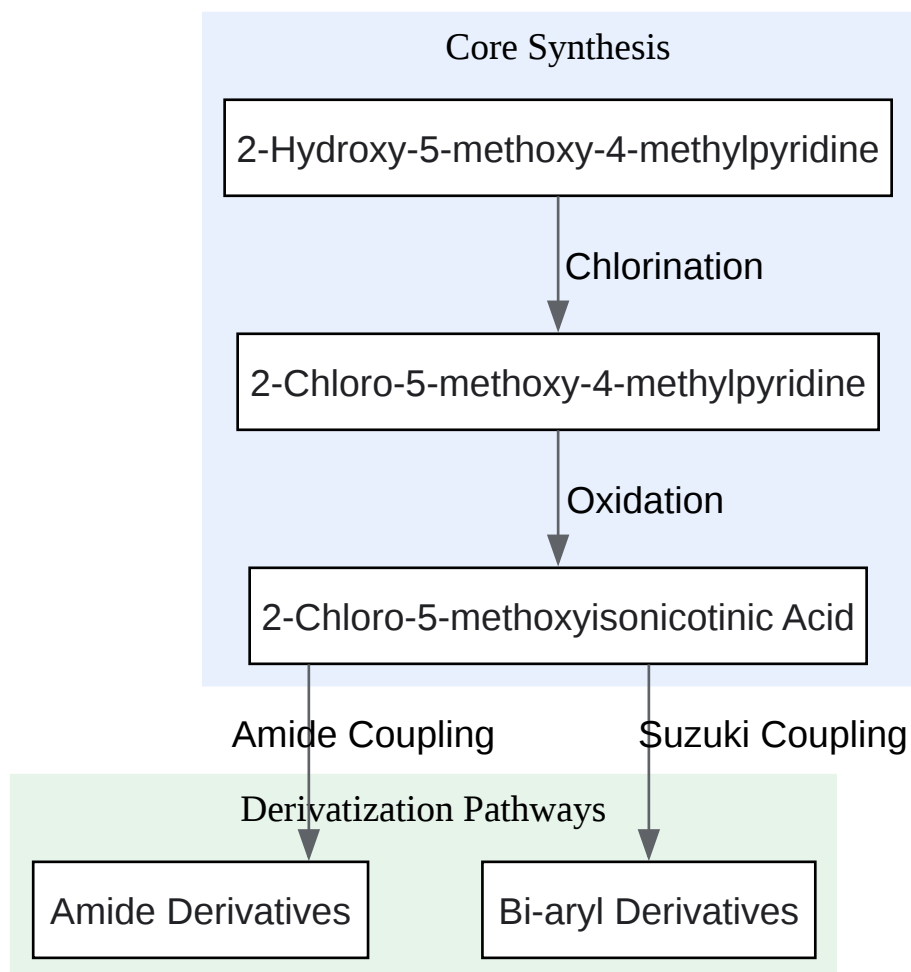 Core Synthesis
2-Hydroxy-5-methoxy-4-methylpyridine
Chlorination
2-Chloro-5-methoxy-4-methylpyridine
Oxidation
2-Chloro-5-methoxyisonicotinic Acid
Amide Coupling
Suzuki Coupling
Derivatization Pathways
Amide Derivatives
Bi-aryl Derivatives